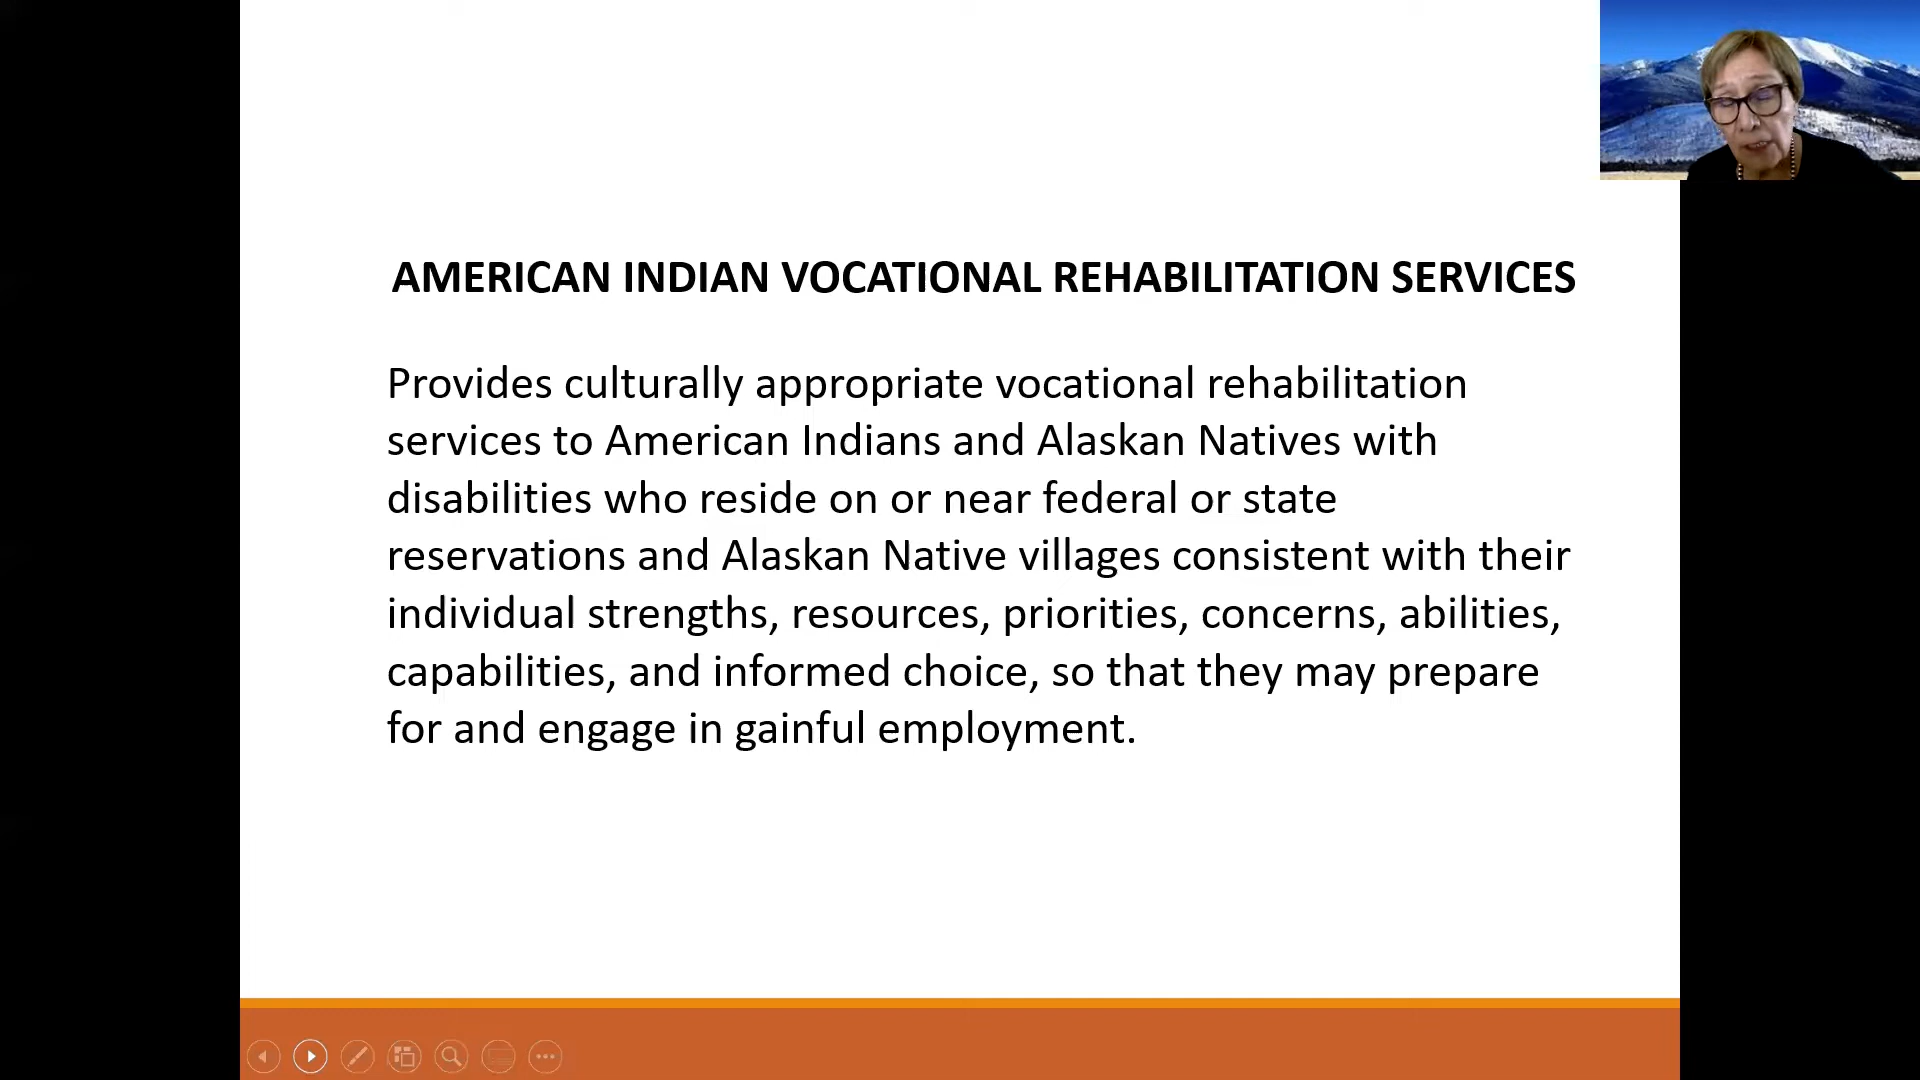 AMERICAN INDIAN VOCATIONAL REHABILITATION SERVICES
Provides culturally appropriate vocational rehabilitation
services to American Indians and Alaskan Natives with
disabilities who reside on or near federal or state
reservations and Alaskan Native villages consistent with their
individual strengths, resources, priorities, concerns, abilities,
capabilities, and informed choice, so that they may prepare
for and engage in gainful employment.